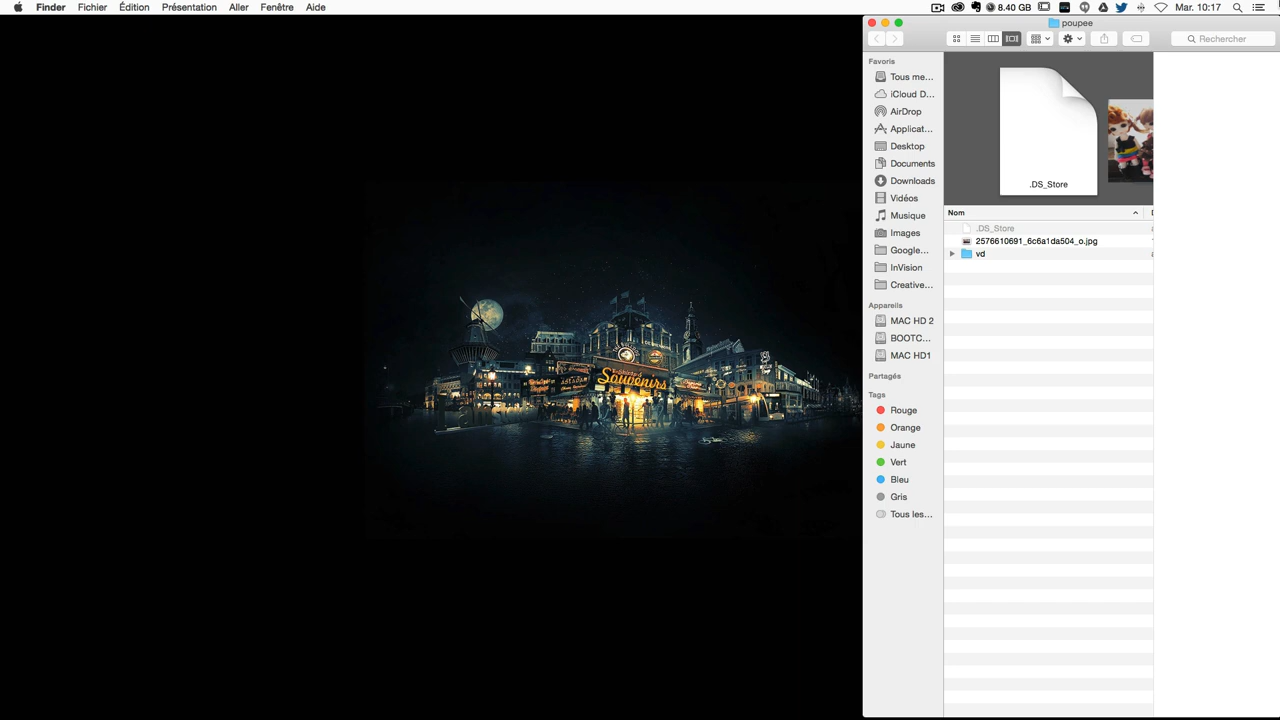 Finder Fichier Édition Présentation Aller Fenêtre Aide 8.40 GB Mar. 10:17
poupee
Rechercher
Favoris
Tous me...
iCloud D...
AirDrop
Applicat...
Desktop
Documents
Downloads
Vidéos
Musique
Images
Google...
InVision
Creative...
Appareils
MAC HD 2
BOOTC...
MAC HD1
Partagés
Tags
Rouge
Orange
Jaune
Vert
Bleu
Gris
Tous les...
.DS_Store
Nom
.DS_Store
2576610691_6c6a1da504_o.jpg
vd
Souvenirs